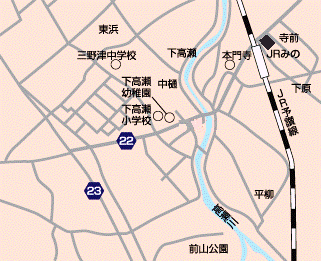 東浜
寺前
三野津中学校
下高瀬
本門寺
JRみの
下高瀬
幼稚園
中樋
下原
下高瀬
小学校
JR予讃線
22
23
平柳
高瀬川
前山公園